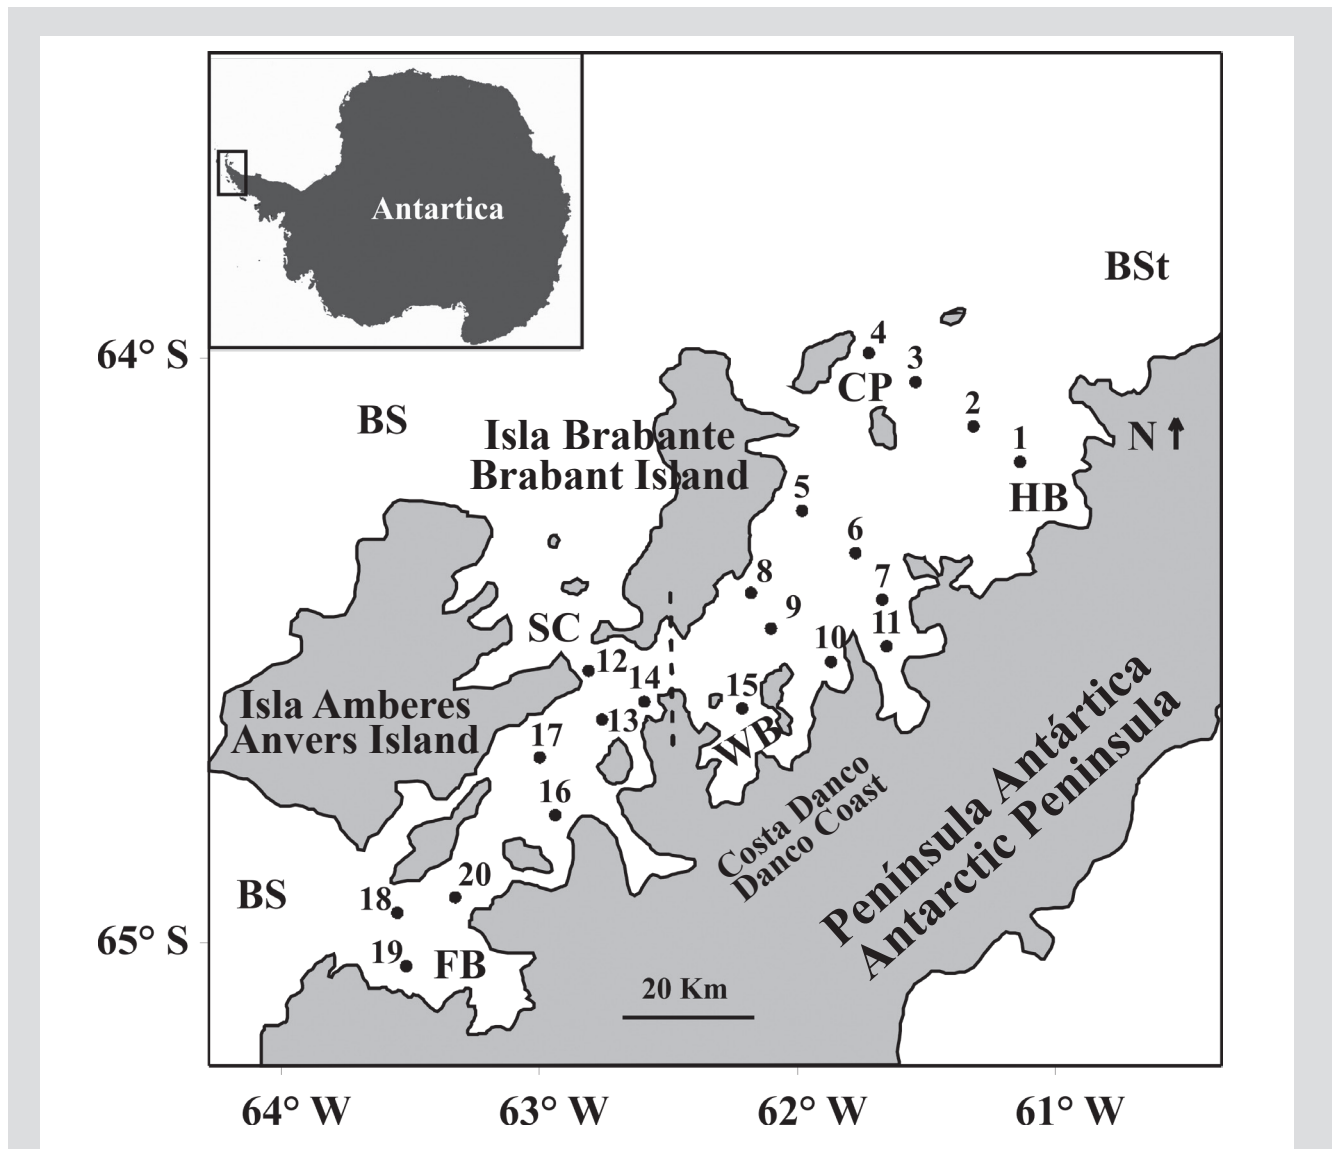 Antartica
BSt
64° S
4
3
CP
BS
2
N
1
Isla Brabante
Brabant Island
HB
5
6
8
7
9
SC
11
10
12
14
15
Isla Amberes
Anvers Island
13
17
WB
16
Costa Danco
Danco Coast
Península Antártica
Antarctic Peninsula
BS
20
18
65° S
19
FB
20 Km
64° W
63° W
62° W
61° W